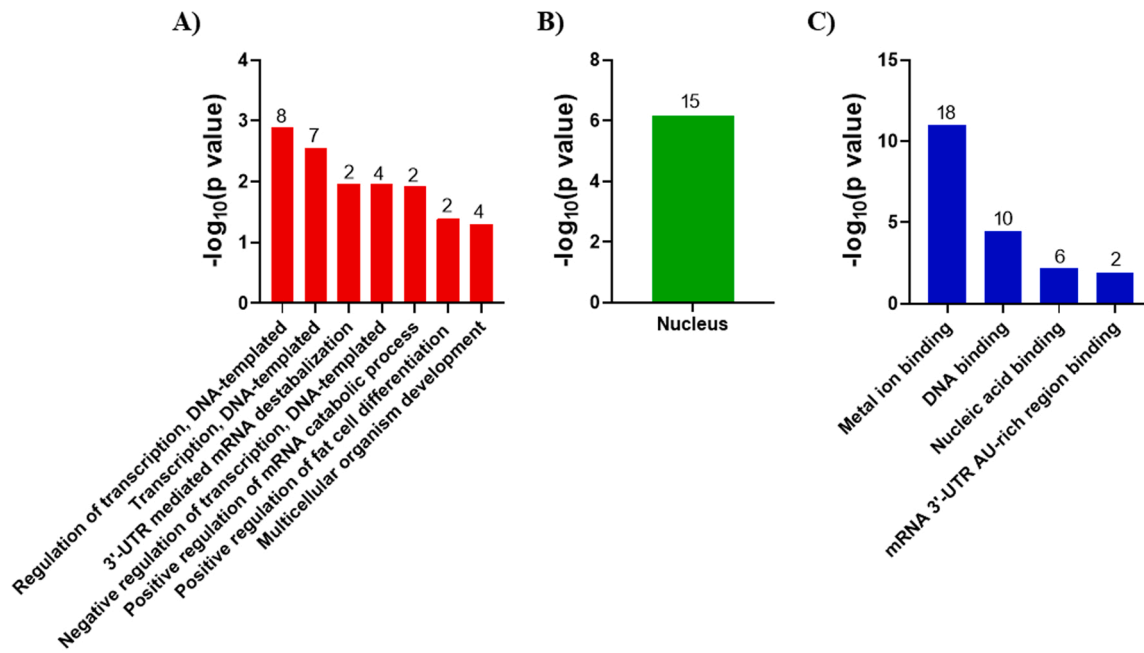 A)
-log₁₀(p value)
4
3
2
1
0
8
7
2
4
2
2
4
Regulation of transcription, DNA-templated
Transcription, DNA-templated
3'-UTR mediated mRNA destabalization
Negative regulation of transcription, DNA-templated
Positive regulation of mRNA catabolic process
Positive regulation of fat cell differentiation
Multicellular organism development
B)
-log₁₀(p value)
8
6
4
2
0
15
Nucleus
C)
-log₁₀(p value)
15
10
5
0
18
10
6
2
Metal ion binding
DNA binding
Nucleic acid binding
mRNA 3'-UTR AU-rich region binding